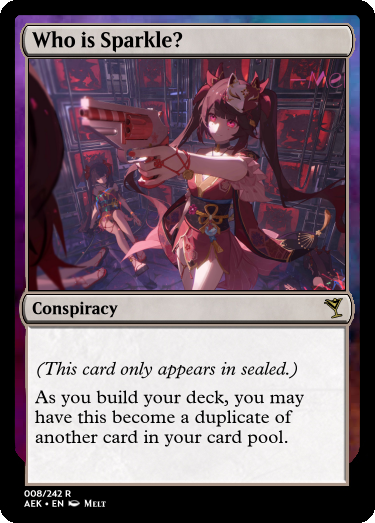 Who is Sparkle?
Conspiracy
(This card only appears in sealed.)
As you build your deck, you may
have this become a duplicate of
another card in your card pool.
008/242 R
AEK • EN Melt